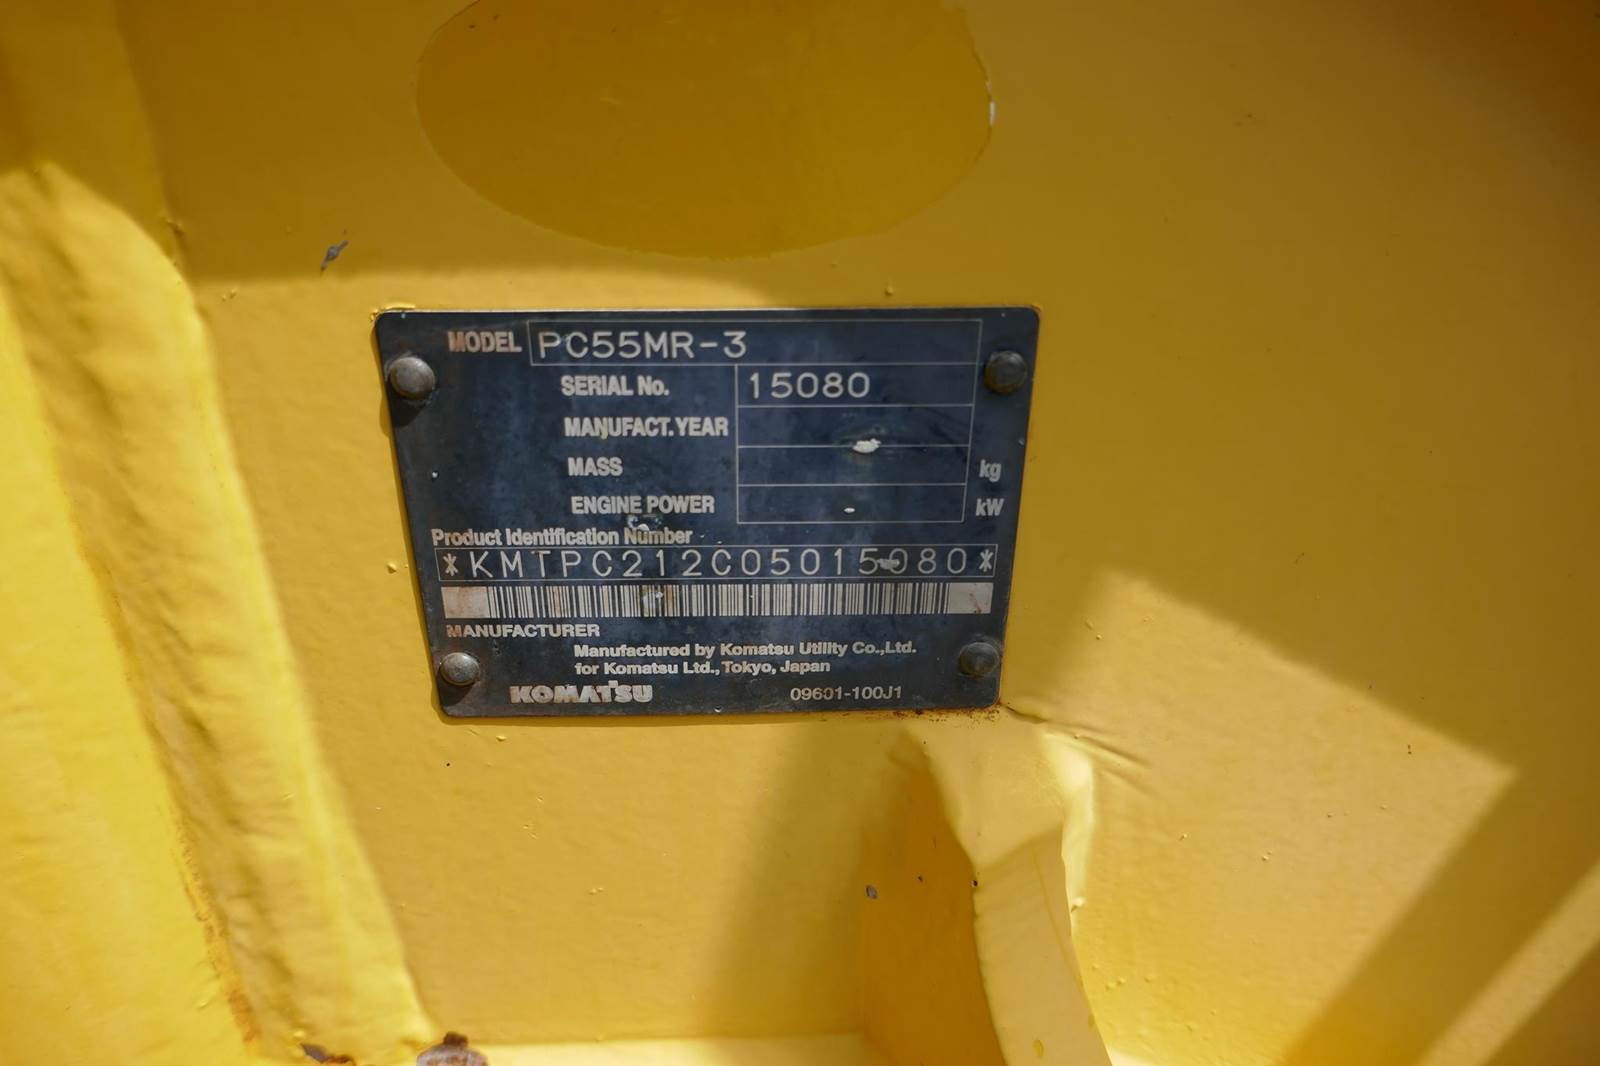 MODEL PC55MR-3
SERIAL No. 15080
MANUFACT. YEAR
MASS kg
ENGINE POWER kW
Product Identification Number
*KMTPC212C05015080*
MANUFACTURER
Manufactured by Komatsu Utility Co.,Ltd.
for Komatsu Ltd., Tokyo, Japan
KOMATSU 09601-100J1